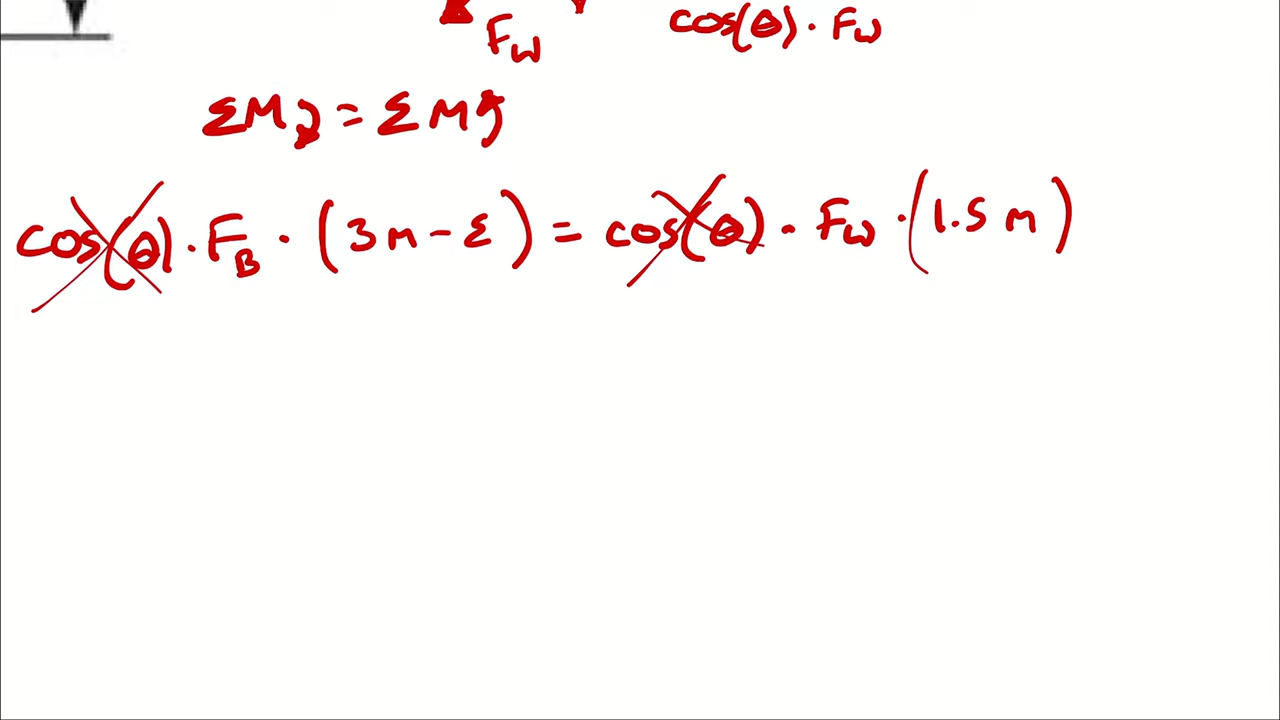 F_W cos(θ) · F_W
ΣM↻ = ΣM↺
cos(θ) · F_B · (3m - Σ) = cos(θ) · F_W · (1.5 m)